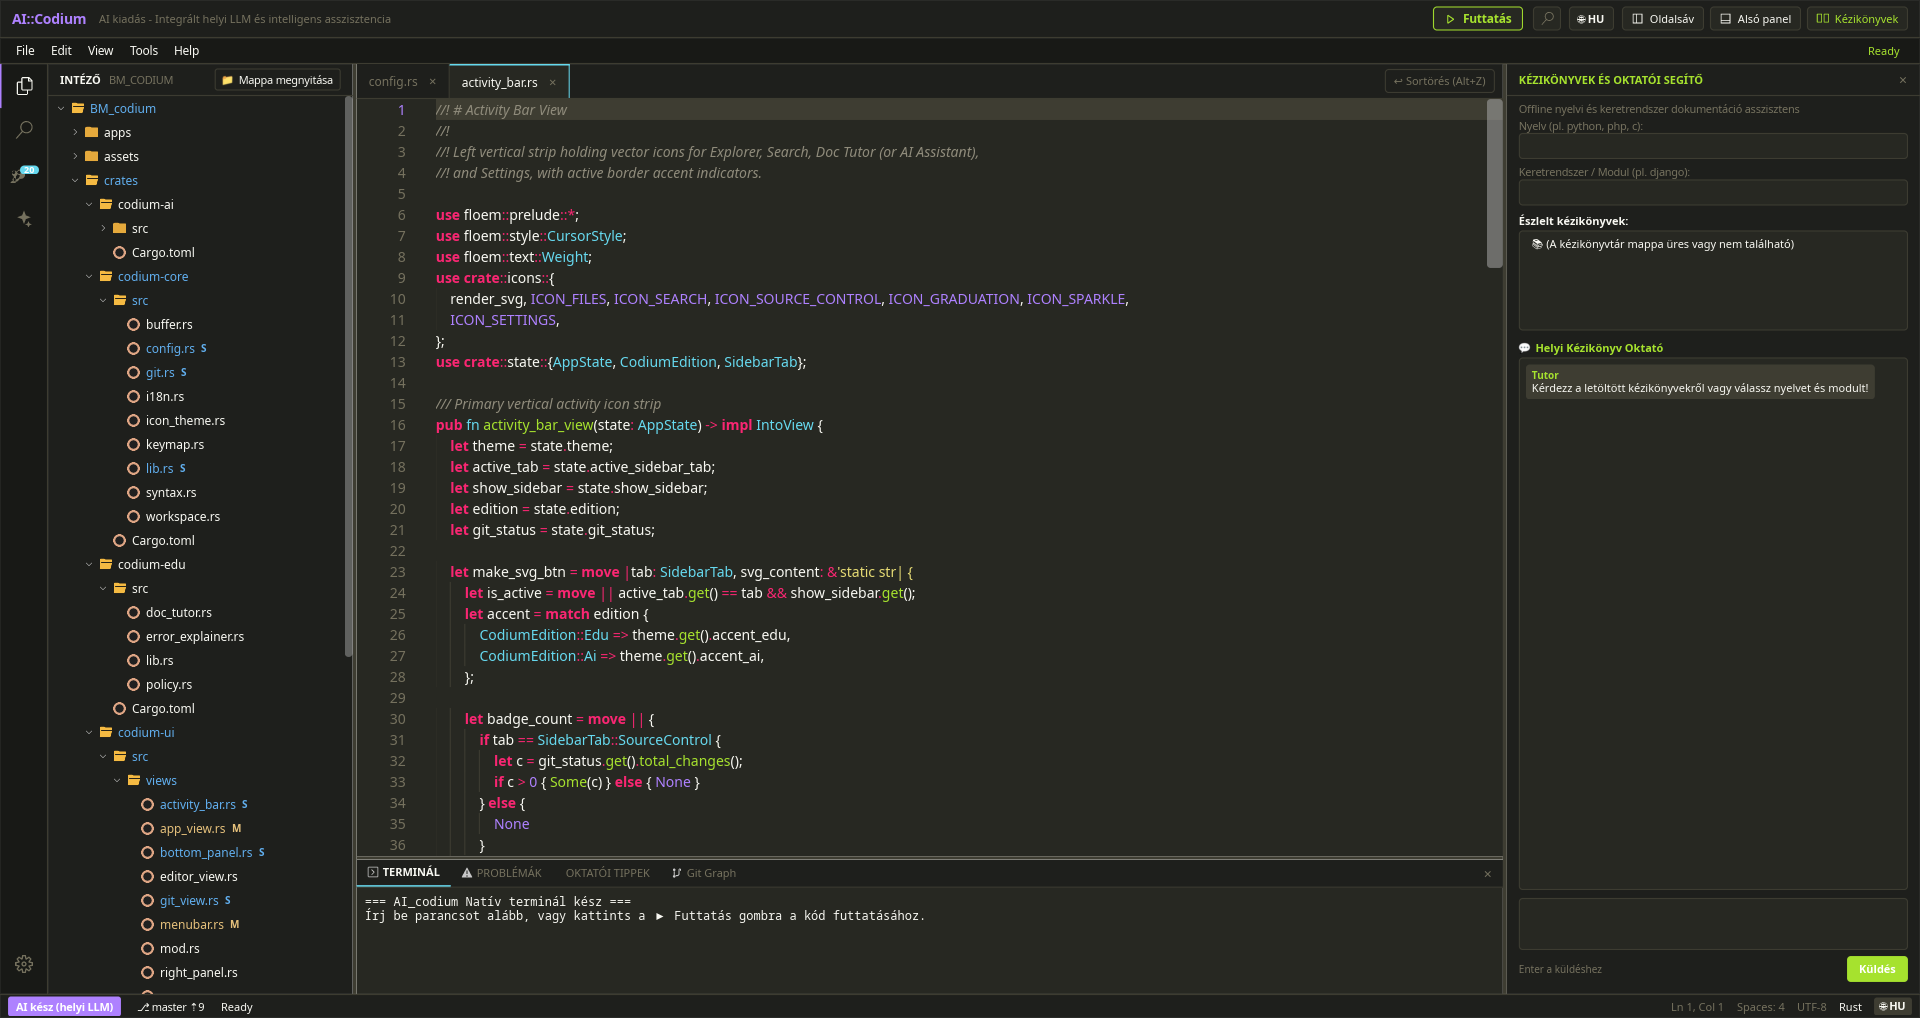 AI::Codium AI kiadás - Integrált helyi LLM és intelligens asszisztencia
Futtatás
HU
Oldalsáv
Alsó panel
Kézikönyvek
File Edit View Tools Help
Ready
INTÉZŐ BM_CODIUM
Mappa megnyitása
BM_codium
apps
assets
crates
codium-ai
src
Cargo.toml
codium-core
src
buffer.rs
config.rs S
git.rs S
i18n.rs
icon_theme.rs
keymap.rs
lib.rs S
syntax.rs
workspace.rs
Cargo.toml
codium-edu
src
doc_tutor.rs
error_explainer.rs
lib.rs
policy.rs
Cargo.toml
codium-ui
src
views
activity_bar.rs S
app_view.rs M
bottom_panel.rs S
editor_view.rs
git_view.rs S
menubar.rs M
mod.rs
right_panel.rs
20
config.rs ×
activity_bar.rs ×
↩ Sortörés (Alt+Z)
1 //! # Activity Bar View
2 //!
3 //! Left vertical strip holding vector icons for Explorer, Search, Doc Tutor (or AI Assistant),
4 //! and Settings, with active border accent indicators.
5
6 use floem::prelude::*;
7 use floem::style::CursorStyle;
8 use floem::text::Weight;
9 use crate::icons::{
10 render_svg, ICON_FILES, ICON_SEARCH, ICON_SOURCE_CONTROL, ICON_GRADUATION, ICON_SPARKLE,
11 ICON_SETTINGS,
12 };
13 use crate::state::{AppState, CodiumEdition, SidebarTab};
14
15 /// Primary vertical activity icon strip
16 pub fn activity_bar_view(state: AppState) -> impl IntoView {
17 let theme = state.theme;
18 let active_tab = state.active_sidebar_tab;
19 let show_sidebar = state.show_sidebar;
20 let edition = state.edition;
21 let git_status = state.git_status;
22
23 let make_svg_btn = move |tab: SidebarTab, svg_content: &'static str| {
24 let is_active = move || active_tab.get() == tab && show_sidebar.get();
25 let accent = match edition {
26 CodiumEdition::Edu => theme.get().accent_edu,
27 CodiumEdition::Ai => theme.get().accent_ai,
28 };
29
30 let badge_count = move || {
31 if tab == SidebarTab::SourceControl {
32 let c = git_status.get().total_changes();
33 if c > 0 { Some(c) } else { None }
34 } else {
35 None
36 }
TERMINÁL
PROBLÉMÁK
OKTATÓI TIPPEK
Git Graph
×
=== AI_codium Natív terminál kész ===
Írj be parancsot alább, vagy kattints a ► Futtatás gombra a kód futtatásához.
KÉZIKÖNYVEK ÉS OKTATÓI SEGÍTŐ ×
Offline nyelvi és keretrendszer dokumentáció asszisztens
Nyelv (pl. python, php, c):
Keretrendszer / Modul (pl. django):
Észlelt kézikönyvek:
(A kézikönyvtár mappa üres vagy nem található)
Helyi Kézikönyv Oktató
Tutor
Kérdezz a letöltött kézikönyvekről vagy válassz nyelvet és modult!
Enter a küldéshez
Küldés
AI kész (helyi LLM)
master ↑9
Ready
Ln 1, Col 1
Spaces: 4
UTF-8
Rust
HU